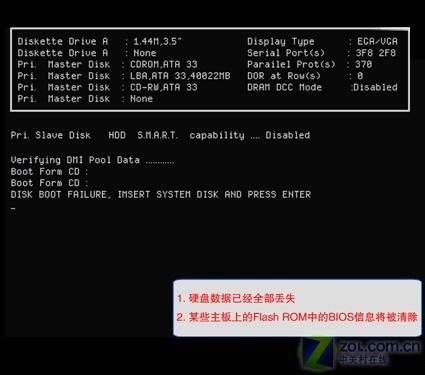 Diskette Drive A : 1.44M,3.5" Display Type : EGA/VGA
Diskette Drive A : None Serial Port(s) : 3F8 2F8
Pri. Master Disk : CDROM,ATA 33 Parallel Prot(s) : 370
Pri. Master Disk : LBA,ATA 33,40022MB DOR at Row(s) : 0
Pri. Master Disk : CD-RW,ATA 33 DRAM DCC Mode :Disabled
Pri. Master Disk : None
Pri. Slave Disk HDD S.M.A.R.T. capability .... Disabled
Verifying DMI Pool Data ............
Boot Form CD :
Boot Form CD :
DISK BOOT FAILURE, INSERT SYSTEM DISK AND PRESS ENTER
_
1. 硬盘数据已经全部丢失
2. 某些主板上的Flash ROM中的BIOS信息将被清除
Z ZOL.COM.CN
中关村在线